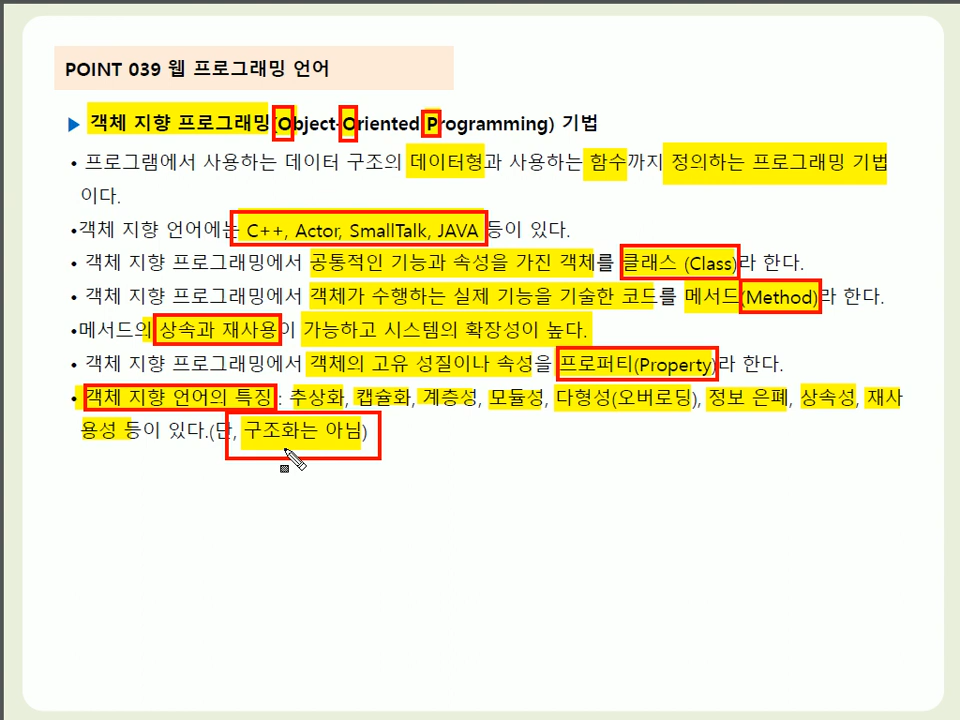 POINT 039 웹 프로그래밍 언어
▶ 객체 지향 프로그래밍(Object-Oriented Programming) 기법
• 프로그램에서 사용하는 데이터 구조의 데이터형과 사용하는 함수까지 정의하는 프로그래밍 기법
이다.
•객체 지향 언어에는 C++, Actor, SmallTalk, JAVA 등이 있다.
• 객체 지향 프로그래밍에서 공통적인 기능과 속성을 가진 객체를 클래스 (Class)라 한다.
• 객체 지향 프로그래밍에서 객체가 수행하는 실제 기능을 기술한 코드를 메서드(Method)라 한다.
•메서드의 상속과 재사용이 가능하고 시스템의 확장성이 높다.
• 객체 지향 프로그래밍에서 객체의 고유 성질이나 속성을 프로퍼티(Property)라 한다.
• 객체 지향 언어의 특징 : 추상화, 캡슐화, 계층성, 모듈성, 다형성(오버로딩), 정보 은폐, 상속성, 재사
용성 등이 있다.(단, 구조화는 아님)